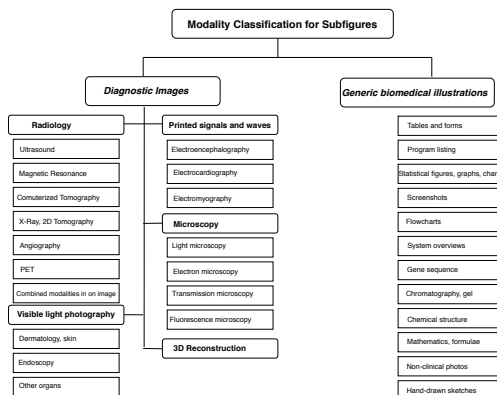 Modality Classification for Subfigures
Diagnostic Images
Radiology
Ultrasound
Magnetic Resonance
Comuterized Tomography
X-Ray, 2D Tomography
Angiography
PET
Combined modalities in on image
Visible light photography
Dermatology, skin
Endoscopy
Other organs
Printed signals and waves
Electroencephalography
Electrocardiography
Electromyography
Microscopy
Light microscopy
Electron microscopy
Transmission microscopy
Fluorescence microscopy
3D Reconstruction
Generic biomedical illustrations
Tables and forms
Program listing
Statistical figures, graphs, char
Screenshots
Flowcharts
System overviews
Gene sequence
Chromatography, gel
Chemical structure
Mathematics, formulae
Non-clinical photos
Hand-drawn sketches